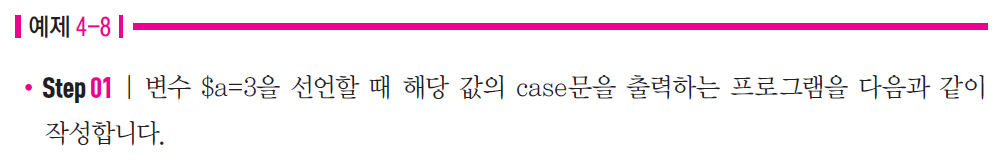 예제 4-8
• Step 01 | 변수 $a=3을 선언할 때 해당 값의 case문을 출력하는 프로그램을 다음과 같이
작성합니다.